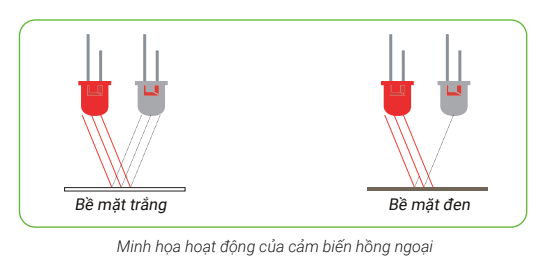 Bề mặt trắng
Bề mặt đen
Minh họa hoạt động của cảm biến hồng ngoại